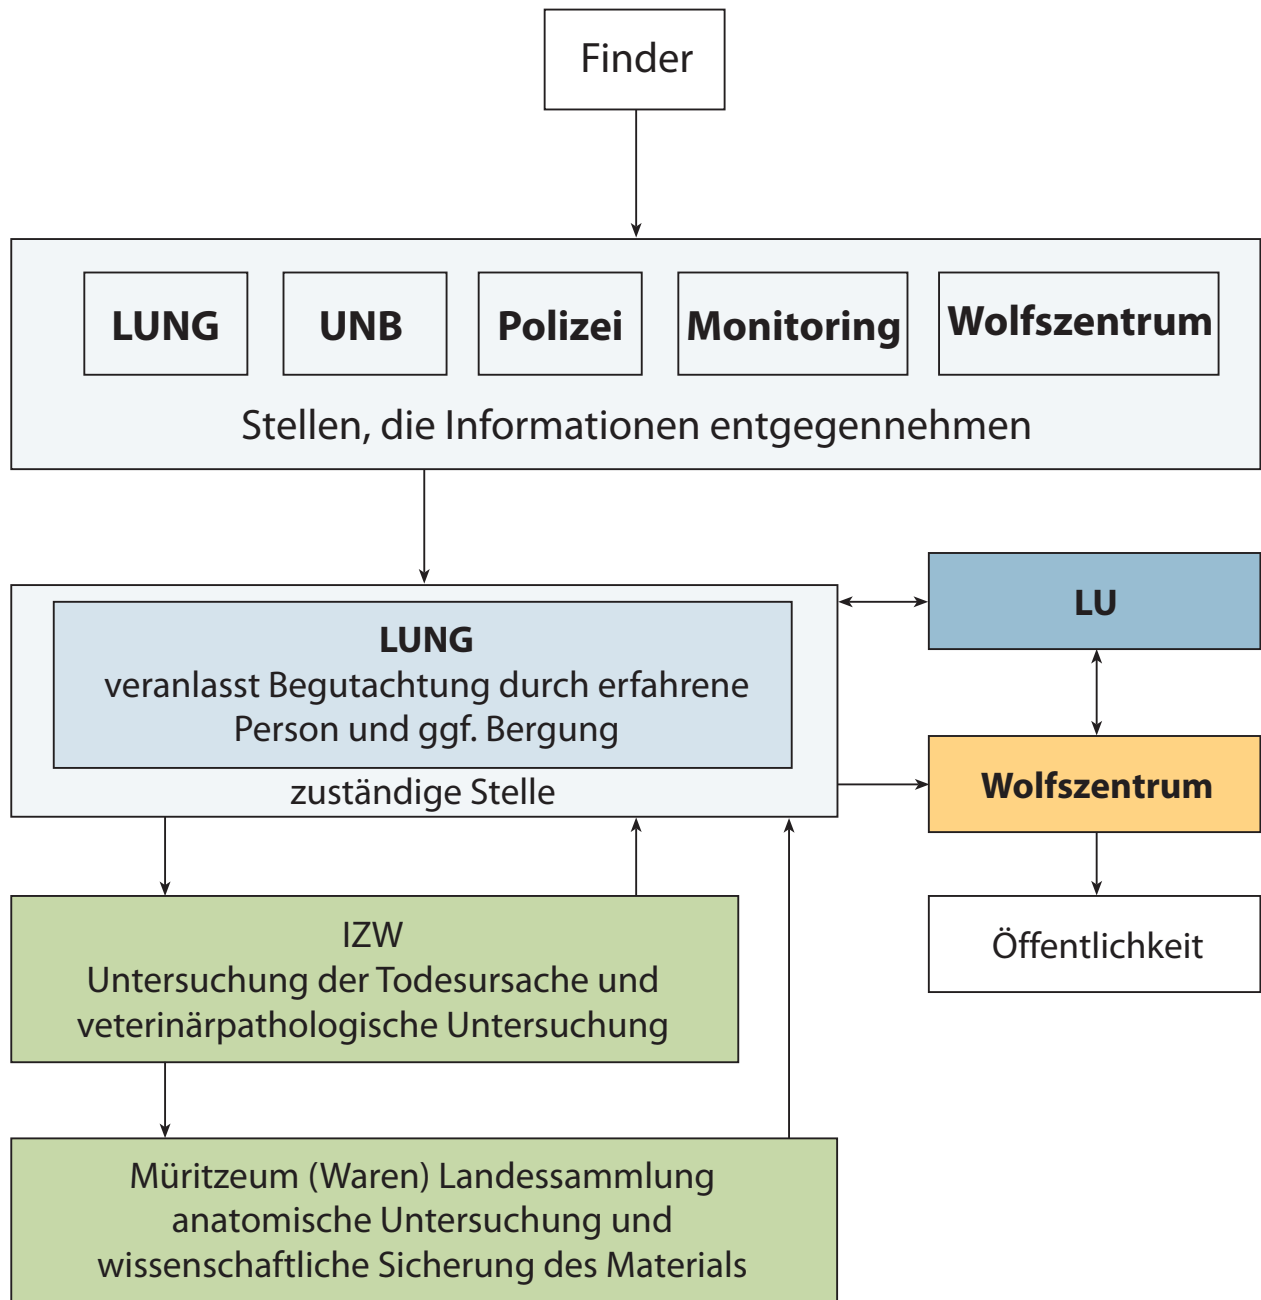 Finder
LUNG
UNB
Polizei
Monitoring
Wolfszentrum
Stellen, die Informationen entgegennehmen
LUNG
veranlasst Begutachtung durch erfahrene
Person und ggf. Bergung
zuständige Stelle
LU
Wolfszentrum
Öffentlichkeit
IZW
Untersuchung der Todesursache und
veterinärpathologische Untersuchung
Müritzeum (Waren) Landessammlung
anatomische Untersuchung und
wissenschaftliche Sicherung des Materials